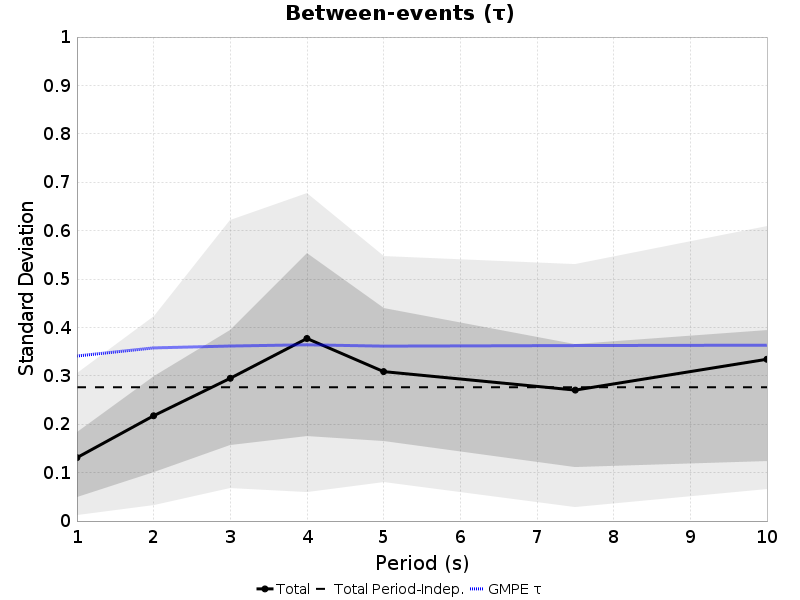 Between-events (τ)
Standard Deviation
1
0.9
0.8
0.7
0.6
0.5
0.4
0.3
0.2
0.1
0
1 2 3 4 5 6 7 8 9 10
Period (s)
Total Total Period-Indep. GMPE τ